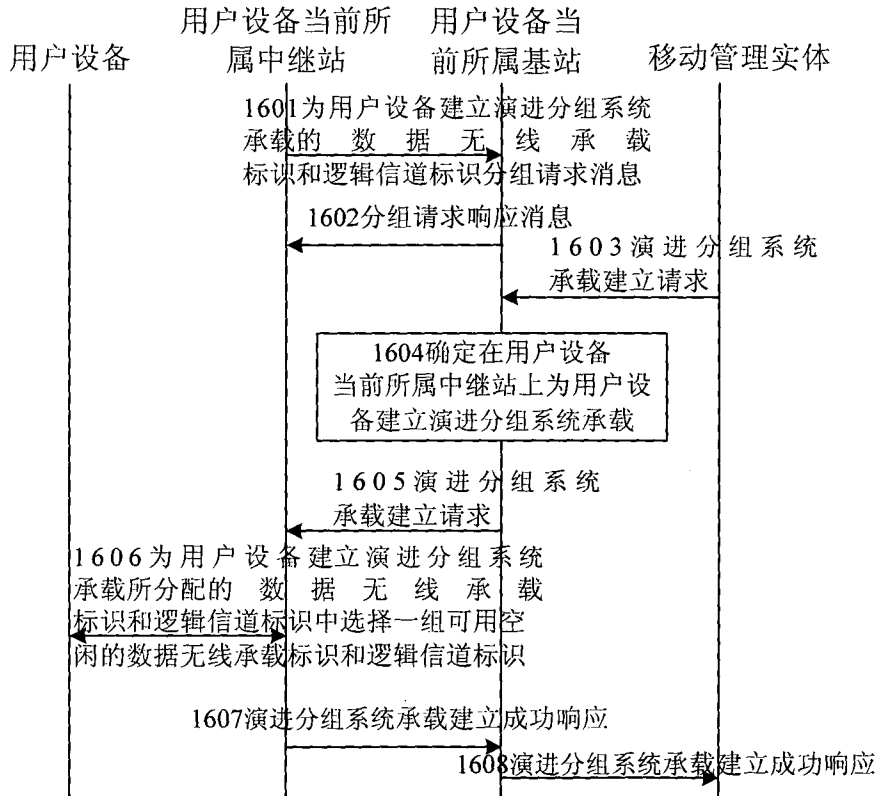 用户设备
用户设备当前所
属中继站
用户设备当
前所属基站
移动管理实体
1601为用户设备建立演进分组系统
承载的数据无线承载
标识和逻辑信道标识分组请求消息
1602分组请求响应消息
1603演进分组系统
承载建立请求
1604确定在用户设备
当前所属中继站上为用户设
备建立演进分组系统承载
1605演进分组系统
承载建立请求
1606为用户设备建立演进分组系统
承载所分配的数据无线承载
标识和逻辑信道标识中选择一组可用空
闲的数据无线承载标识和逻辑信道标识
1607演进分组系统承载建立成功响应
1608演进分组系统承载建立成功响应